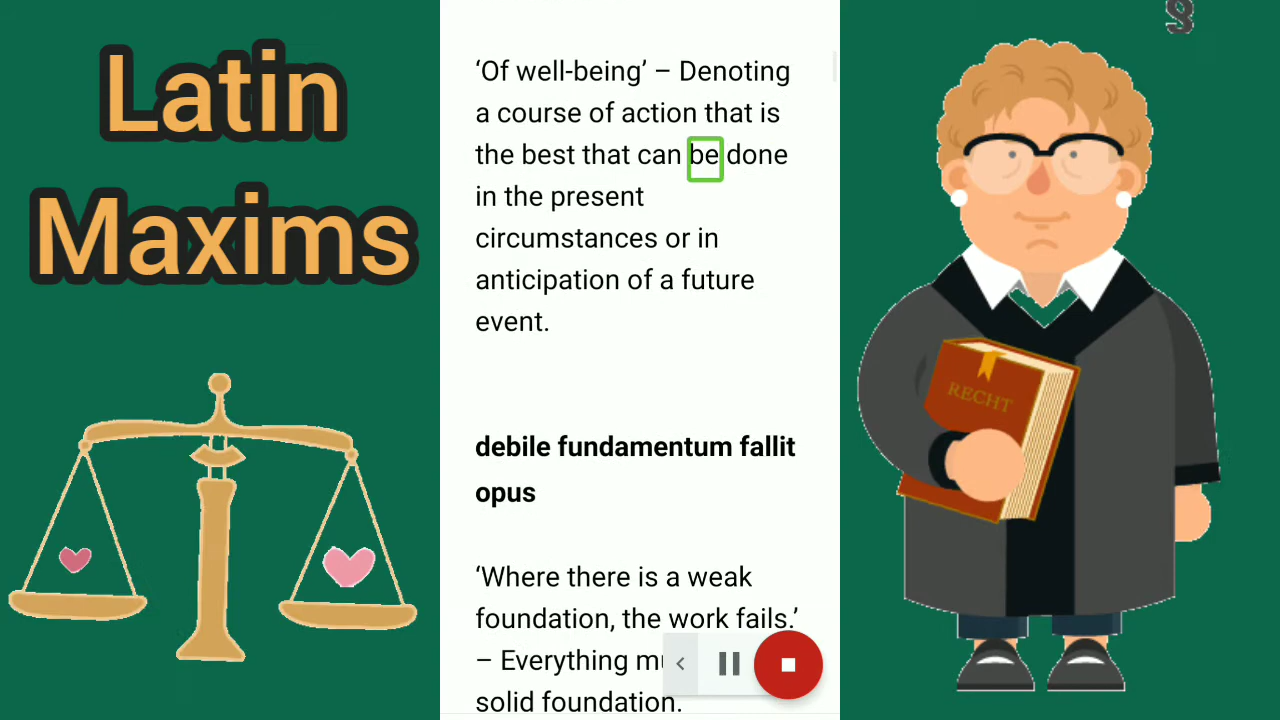 Latin
Maxims
‘Of well-being’ – Denoting
a course of action that is
the best that can be done
in the present
circumstances or in
anticipation of a future
event.
debile fundamentum fallit
opus
‘Where there is a weak
foundation, the work fails.’
– Everything
solid foundation.
RECHT
§